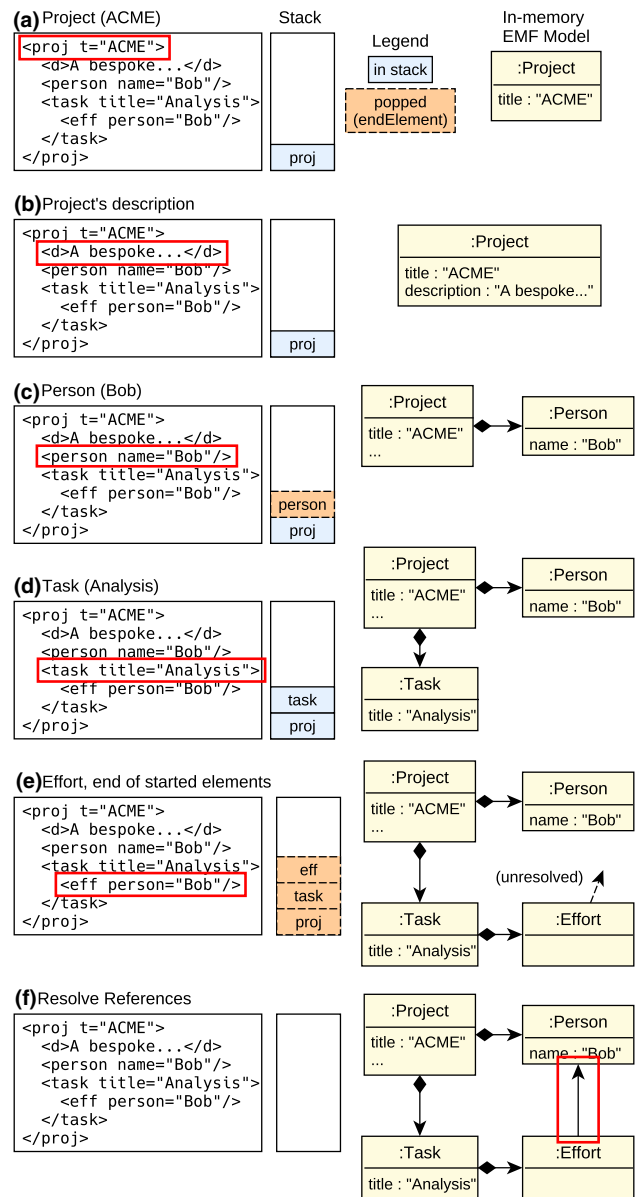 (a) Project (ACME)
Stack
<proj t="ACME">
<d>A bespoke...</d>
<person name="Bob"/>
<task title="Analysis">
<eff person="Bob"/>
</task>
</proj>
proj
Legend
in stack
popped
(endElement)
In-memory
EMF Model
:Project
title : "ACME"
(b) Project's description
<proj t="ACME">
<d>A bespoke...</d>
<person name="Bob"/>
<task title="Analysis">
<eff person="Bob"/>
</task>
</proj>
proj
:Project
title : "ACME"
description : "A bespoke..."
(c) Person (Bob)
<proj t="ACME">
<d>A bespoke...</d>
<person name="Bob"/>
<task title="Analysis">
<eff person="Bob"/>
</task>
</proj>
person
proj
:Project
title : "ACME"
...
:Person
name : "Bob"
(d) Task (Analysis)
<proj t="ACME">
<d>A bespoke...</d>
<person name="Bob"/>
<task title="Analysis">
<eff person="Bob"/>
</task>
</proj>
task
proj
:Project
title : "ACME"
...
:Person
name : "Bob"
:Task
title : "Analysis"
(e) Effort, end of started elements
<proj t="ACME">
<d>A bespoke...</d>
<person name="Bob"/>
<task title="Analysis">
<eff person="Bob"/>
</task>
</proj>
eff
task
proj
:Project
title : "ACME"
...
:Person
name : "Bob"
(unresolved)
:Task
title : "Analysis"
:Effort
(f) Resolve References
<proj t="ACME">
<d>A bespoke...</d>
<person name="Bob"/>
<task title="Analysis">
<eff person="Bob"/>
</task>
</proj>
:Project
title : "ACME"
...
:Person
name : "Bob"
:Task
title : "Analysis"
:Effort